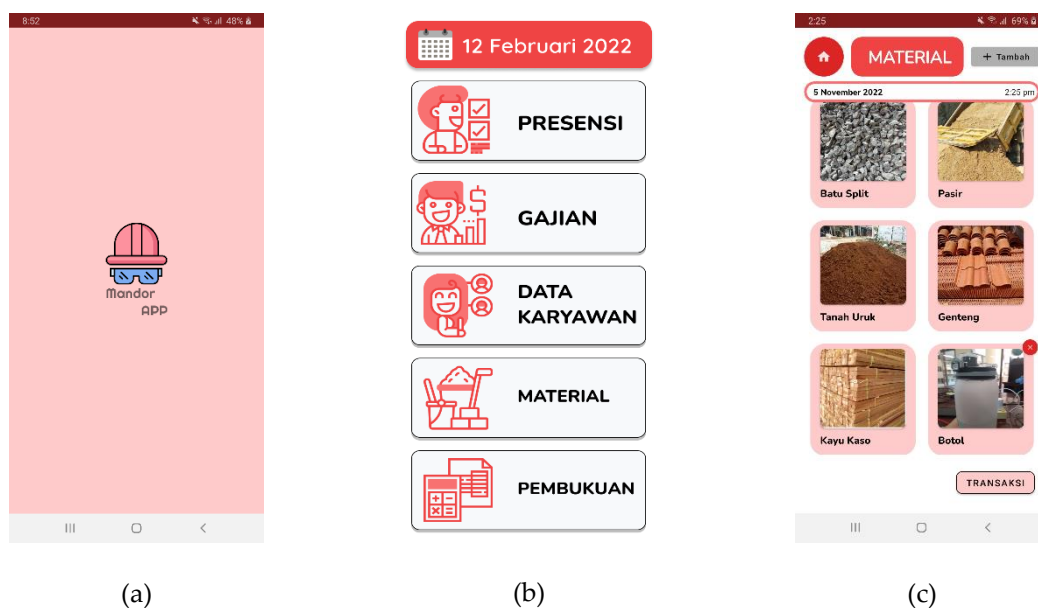 8:52 48%
Mandor
APP
(a)
12 Februari 2022
PRESENSI
GAJIAN
DATA
KARYAWAN
MATERIAL
PEMBUKUAN
(b)
2:25 69%
MATERIAL + Tambah
5 November 2022 2:25 pm
Batu Split Pasir
Tanah Uruk Genteng
Kayu Kaso Botol
TRANSAKSI
(c)